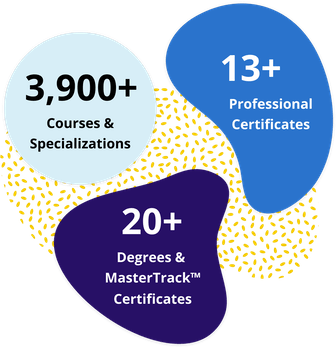 3,900+
Courses &
Specializations
13+
Professional
Certificates
20+
Degrees &
MasterTrack™
Certificates